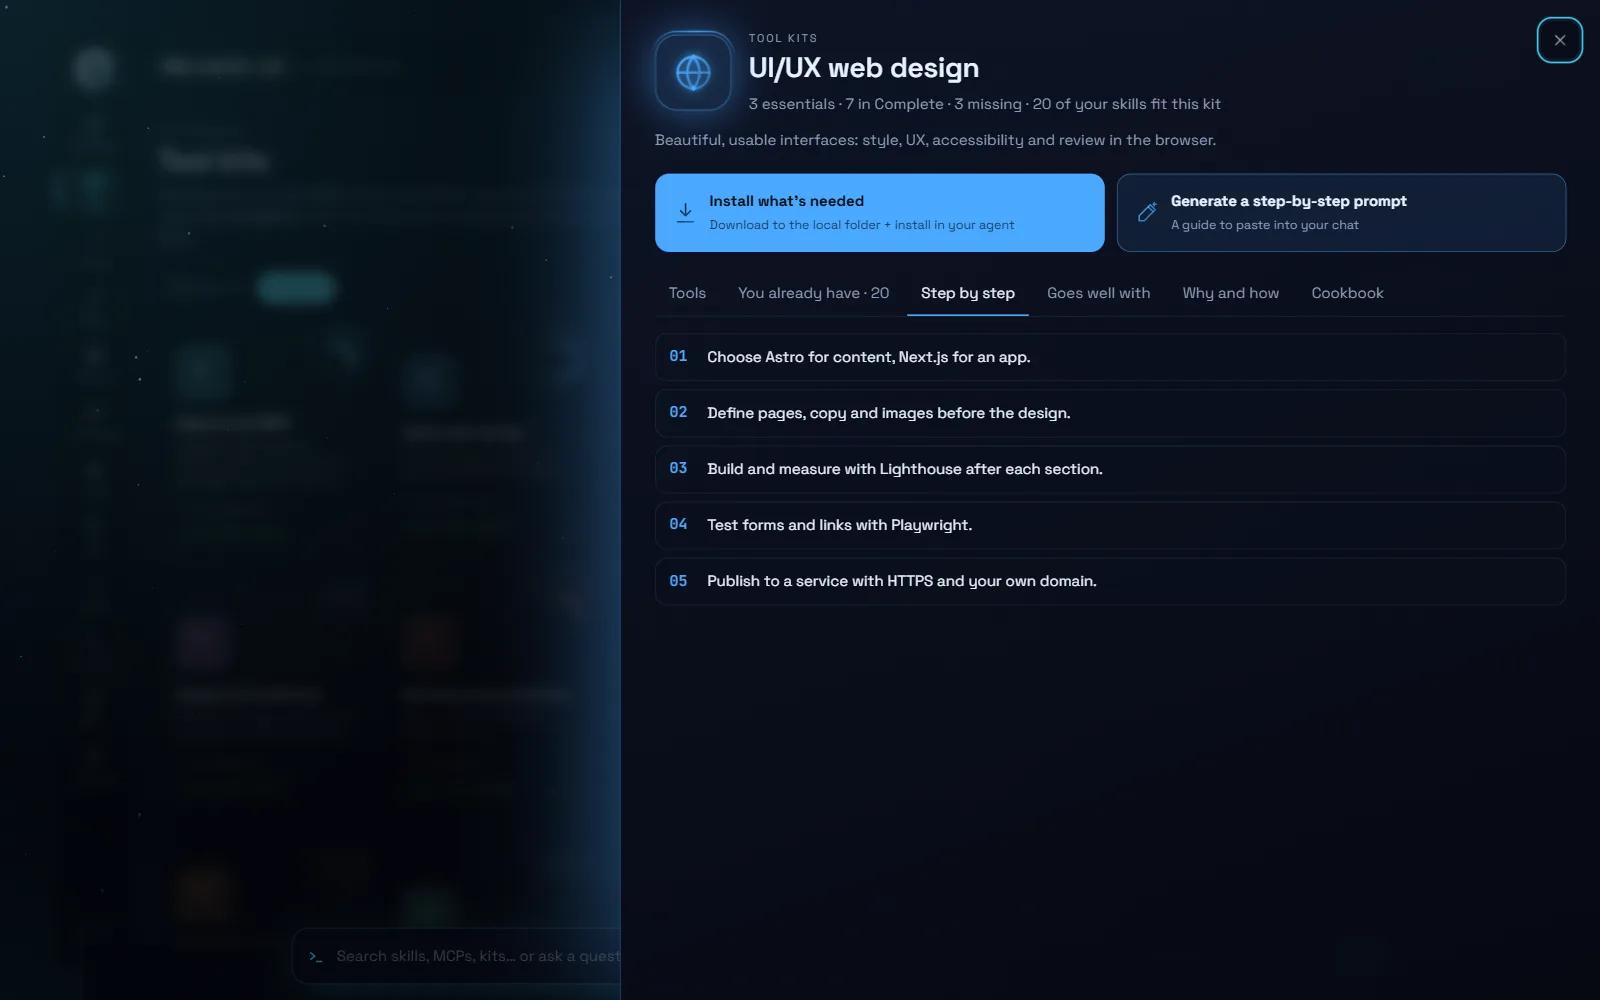 TOOL KITS
UI/UX web design
3 essentials · 7 in Complete · 3 missing · 20 of your skills fit this kit
Beautiful, usable interfaces: style, UX, accessibility and review in the browser.
Install what's needed
Download to the local folder + install in your agent
Generate a step-by-step prompt
A guide to paste into your chat
Tools
You already have · 20
Step by step
Goes well with
Why and how
Cookbook
01 Choose Astro for content, Next.js for an app.
02 Define pages, copy and images before the design.
03 Build and measure with Lighthouse after each section.
04 Test forms and links with Playwright.
05 Publish to a service with HTTPS and your own domain.
Tool kits
>_ Search skills, MCPs, kits... or ask a quest